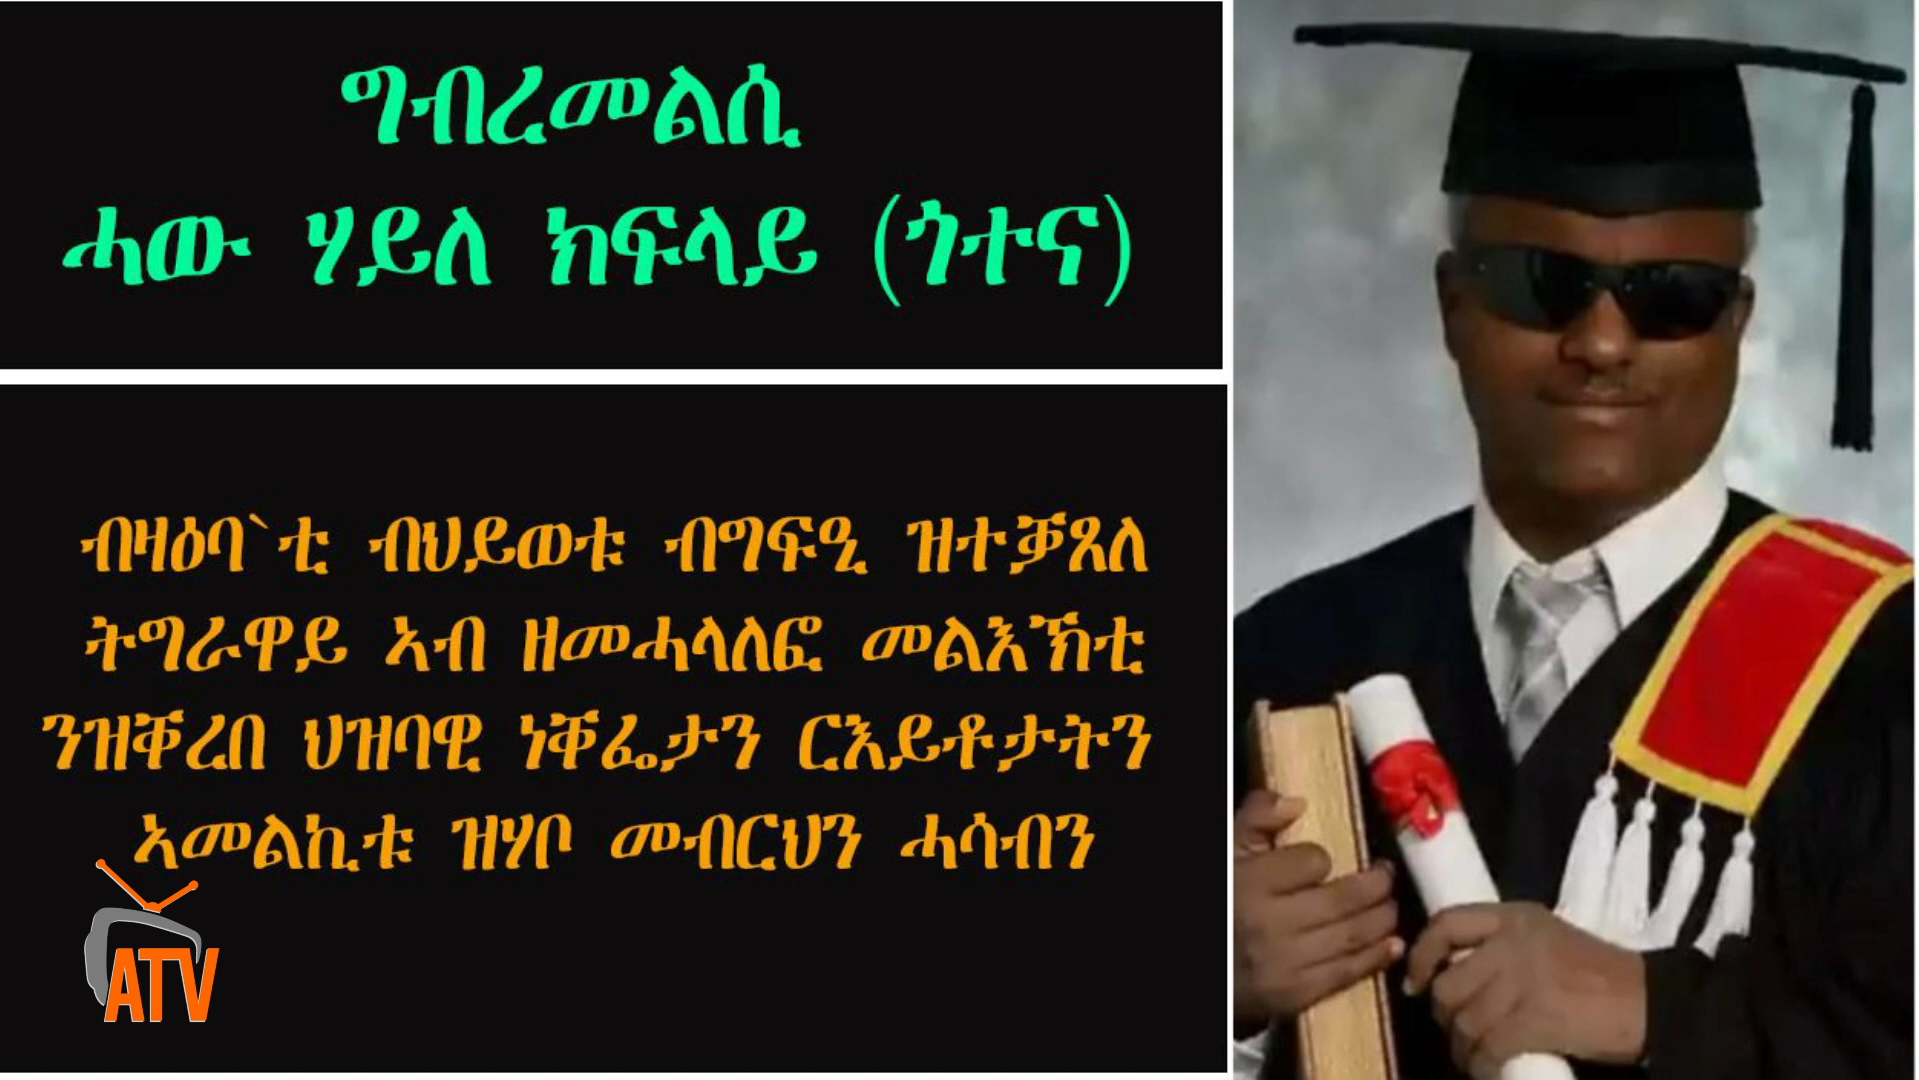 ግብረመልሲ
ሓው ሃይለ ክፍላይ (ጎተና)
ብዛዕባ`ቲ ብህይወቱ ብግፍዒ ዝተቓጸለ
ትግራዋይ ኣብ ዘመሓላለፎ መልእኽቲ
ንዝቐረበ ህዝባዊ ነቐፌታን ርእይቶታትን
ኣመልኪቱ ዝሃቦ መብርህን ሓሳብን
ATV